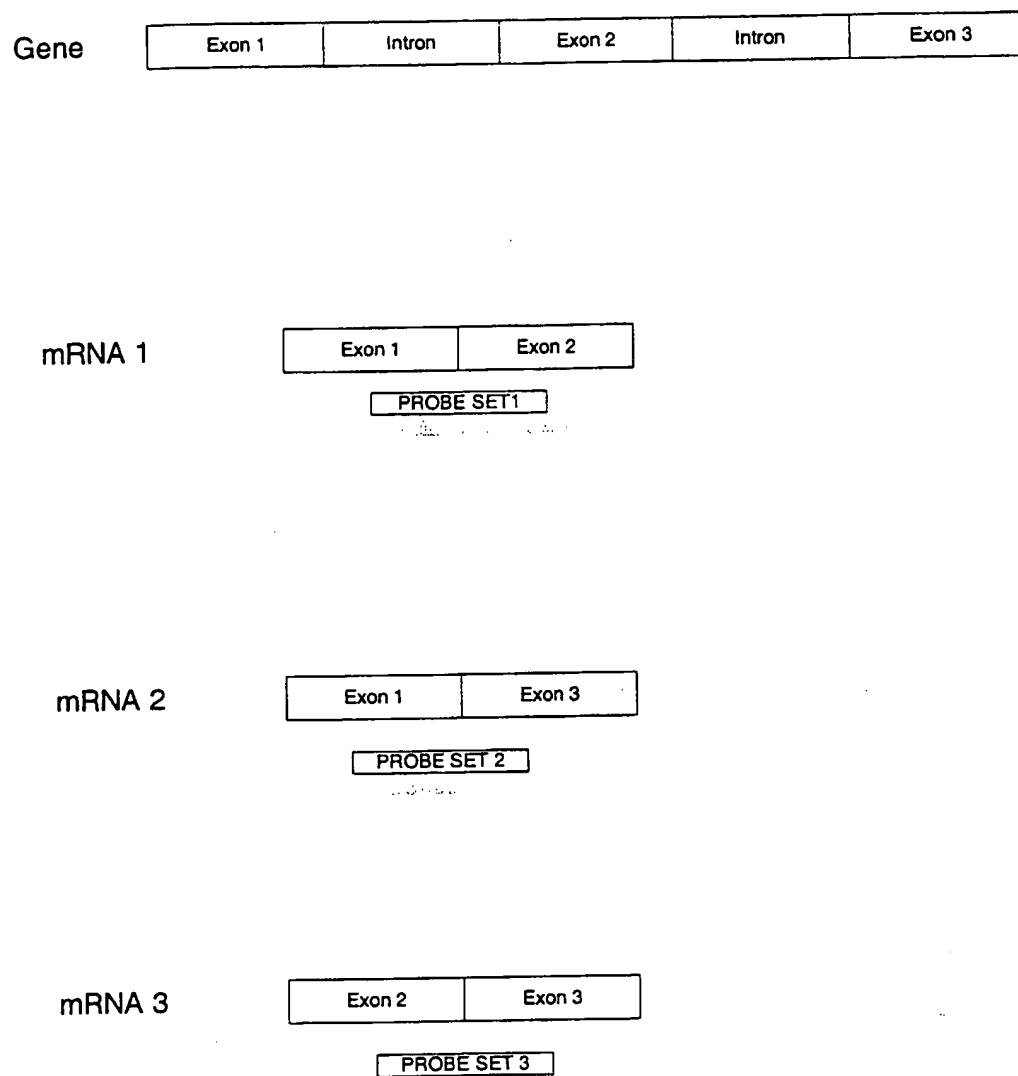 Gene Exon 1 Intron Exon 2 Intron Exon 3
mRNA 1 Exon 1 Exon 2
PROBE SET1
mRNA 2 Exon 1 Exon 3
PROBE SET 2
mRNA 3 Exon 2 Exon 3
PROBE SET 3